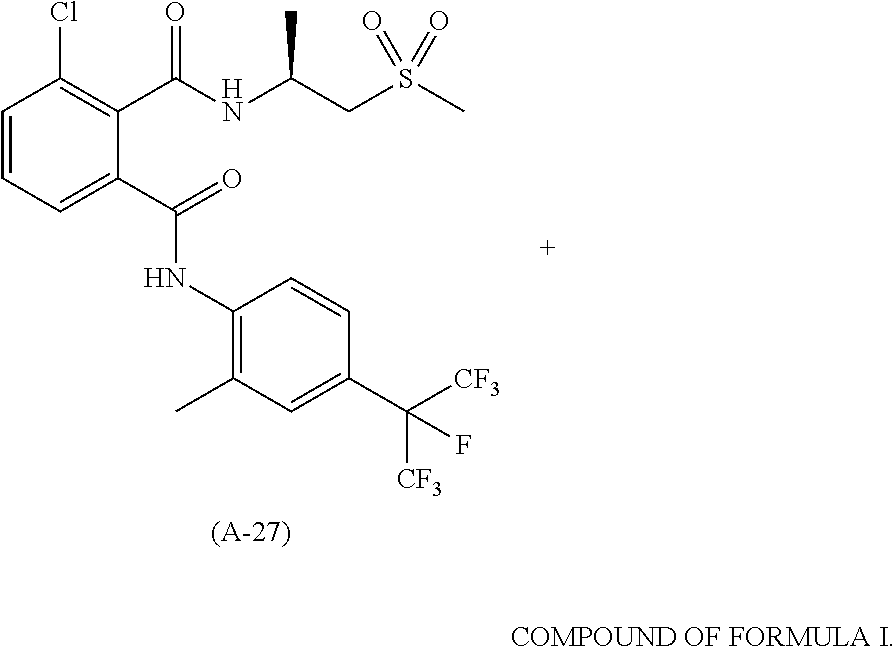 Cl
O
O
O
S
H
N
O
HN
+
CF3
F
CF3
(A-27)
COMPOUND OF FORMULA I.